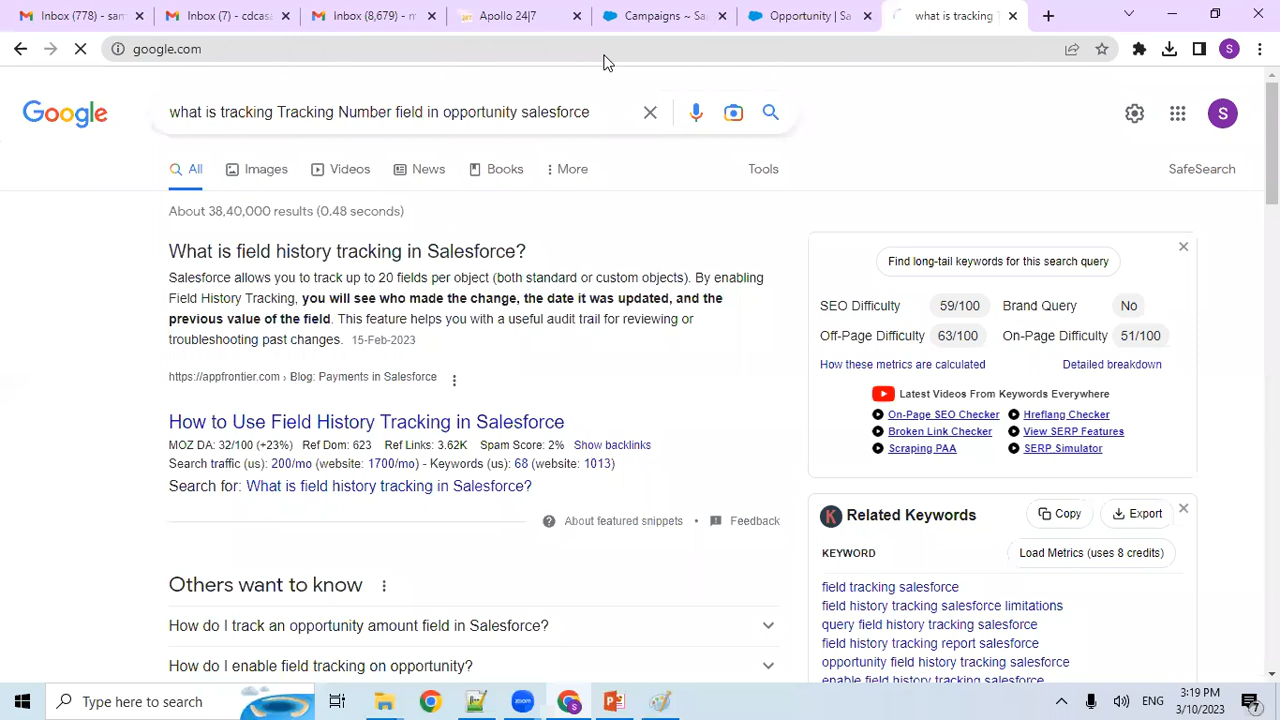 Inbox (778) - sa
Inbox (7) - edcas
Inbox (8,679) - m
Apollo 24|7
Campaigns ~ Sa
Opportunity | Sa
what is tracking
google.com
S
Google
what is tracking Tracking Number field in opportunity salesforce
S
All
Images
Videos
News
Books
More
Tools
SafeSearch
About 38,40,000 results (0.48 seconds)
What is field history tracking in Salesforce?
Salesforce allows you to track up to 20 fields per object (both standard or custom objects). By enabling
Field History Tracking, you will see who made the change, the date it was updated, and the
previous value of the field. This feature helps you with a useful audit trail for reviewing or
troubleshooting past changes. 15-Feb-2023
https://appfrontier.com › Blog: Payments in Salesforce
How to Use Field History Tracking in Salesforce
MOZ DA: 32/100 (+23%) Ref Dom: 623 Ref Links: 3.62K Spam Score: 2% Show backlinks
Search traffic (us): 200/mo (website: 1700/mo) - Keywords (us): 68 (website: 1013)
Search for: What is field history tracking in Salesforce?
About featured snippets • Feedback
Others want to know
How do I track an opportunity amount field in Salesforce?
How do I enable field tracking on opportunity?
Find long-tail keywords for this search query
SEO Difficulty 59/100 Brand Query No
Off-Page Difficulty 63/100 On-Page Difficulty 51/100
How these metrics are calculated Detailed breakdown
Latest Videos From Keywords Everywhere
On-Page SEO Checker Hreflang Checker
Broken Link Checker View SERP Features
Scraping PAA SERP Simulator
K Related Keywords Copy Export
KEYWORD Load Metrics (uses 8 credits)
field tracking salesforce
field history tracking salesforce limitations
query field history tracking salesforce
field history tracking report salesforce
opportunity field history tracking salesforce
enable field history tracking salesforce
Type here to search
zoom
ENG
3:19 PM
3/10/2023
7